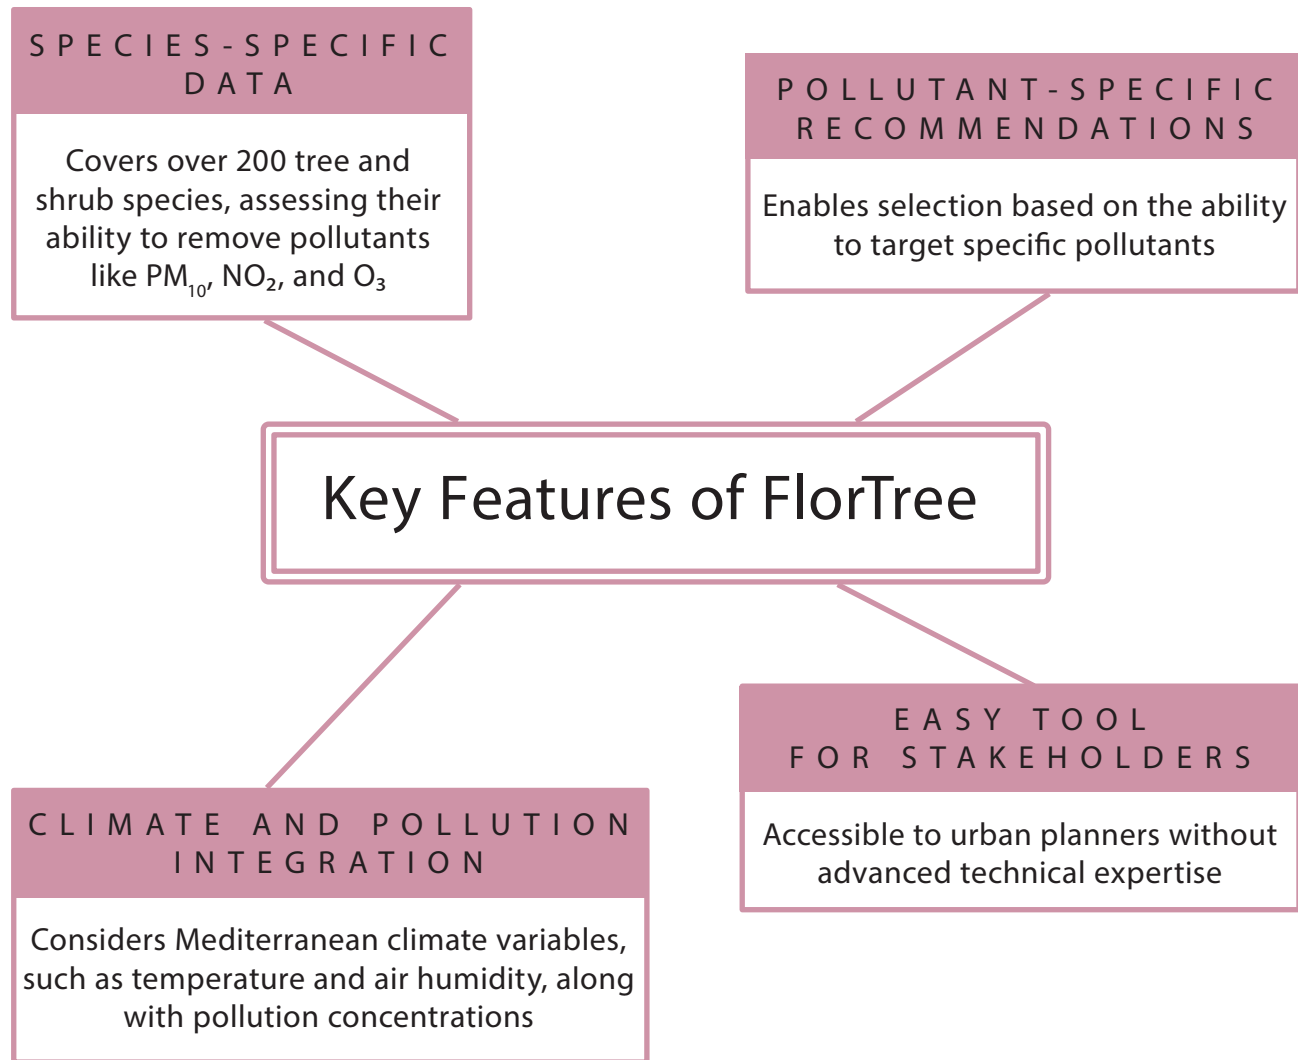 SPECIES-SPECIFIC
DATA
Covers over 200 tree and
shrub species, assessing their
ability to remove pollutants
like PM₁₀, NO₂, and O₃
POLLUTANT-SPECIFIC
RECOMMENDATIONS
Enables selection based on the ability
to target specific pollutants
Key Features of FlorTree
CLIMATE AND POLLUTION
INTEGRATION
Considers Mediterranean climate variables,
such as temperature and air humidity, along
with pollution concentrations
EASY TOOL
FOR STAKEHOLDERS
Accessible to urban planners without
advanced technical expertise